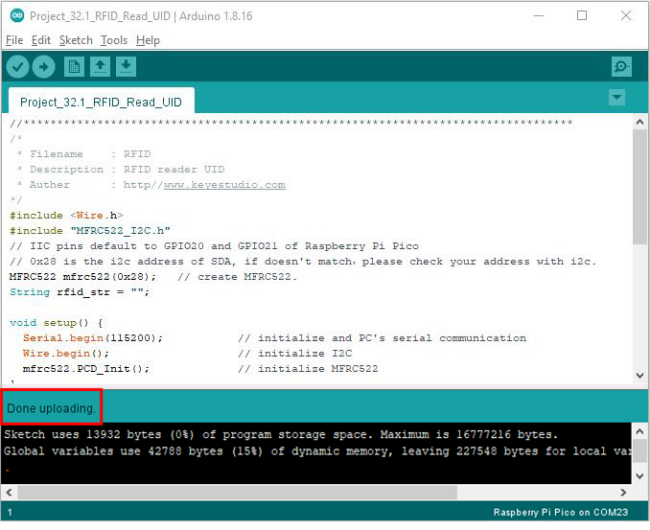 Project_32.1_RFID_Read_UID | Arduino 1.8.16
File Edit Sketch Tools Help
Project_32.1_RFID_Read_UID
//**********************************************************************************
/*
 * Filename    : RFID
 * Description : RFID reader UID
 * Auther      : http//www.keyestudio.com
*/
#include <Wire.h>
#include "MFRC522_I2C.h"
// IIC pins default to GPIO20 and GPIO21 of Raspberry Pi Pico
// 0x28 is the i2c address of SDA, if doesn't match, please check your address with i2c.
MFRC522 mfrc522(0x28);   // create MFRC522.
String rfid_str = "";
void setup() {
  Serial.begin(115200);           // initialize and PC's serial communication
  Wire.begin();                   // initialize I2C
  mfrc522.PCD_Init();             // initialize MFRC522
Done uploading.
Sketch uses 13932 bytes (0%) of program storage space. Maximum is 16777216 bytes.
Global variables use 42788 bytes (15%) of dynamic memory, leaving 227548 bytes for local var
1 Raspberry Pi Pico on COM23